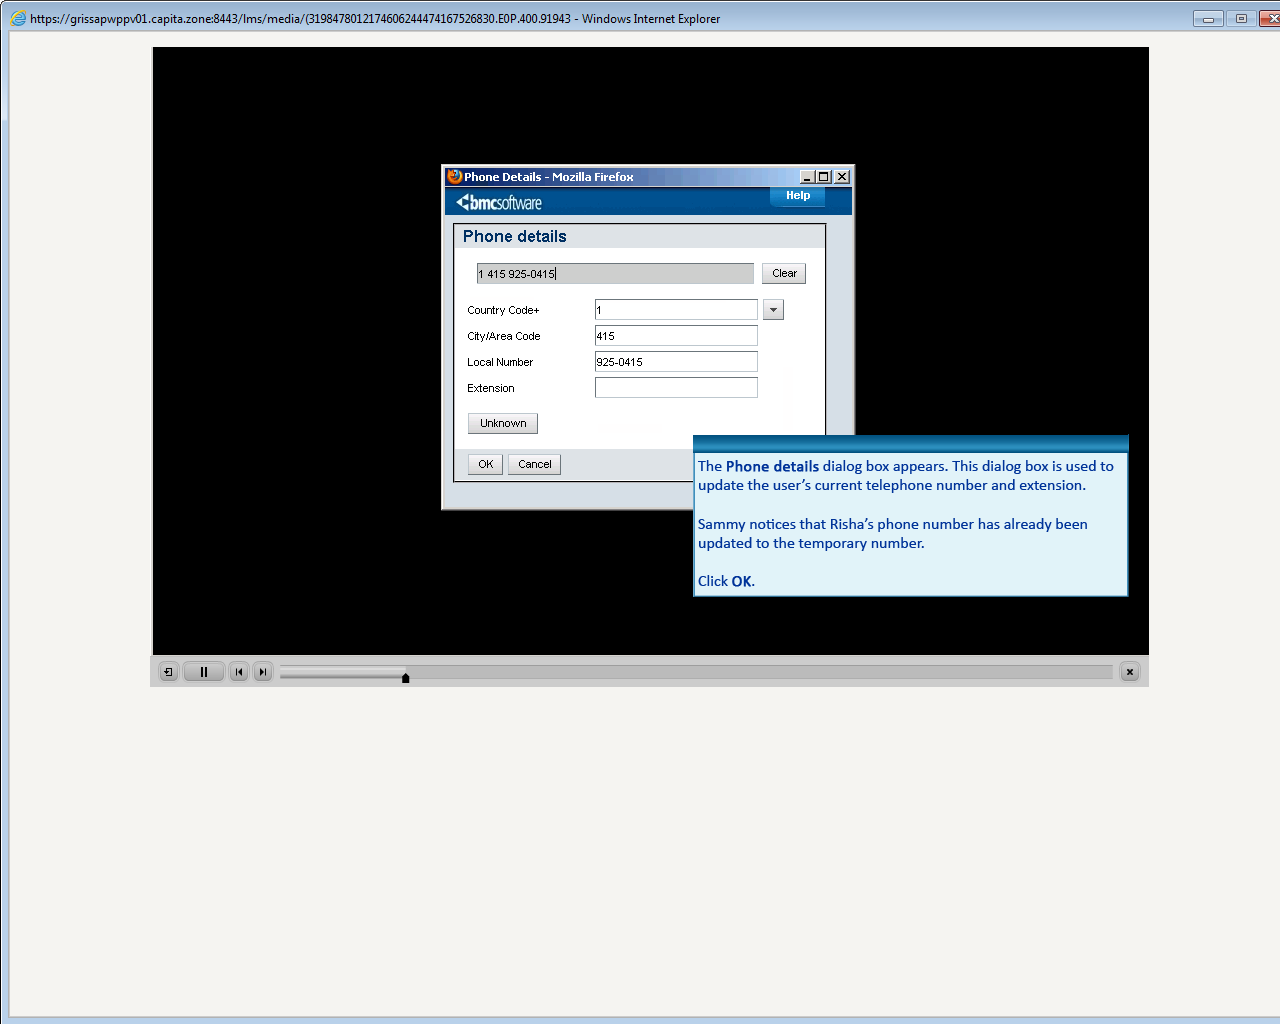 https://grissapwppv01.capita.zone:8443/lms/media/(3198478012174606244474167526830.E0P.400.91943 - Windows Internet Explorer
Phone Details - Mozilla Firefox
bmcsoftware
Help
Phone details
1 415 925-0415
Clear
Country Code+
1
City/Area Code
415
Local Number
925-0415
Extension
Unknown
OK
Cancel
The Phone details dialog box appears. This dialog box is used to
update the user’s current telephone number and extension.
Sammy notices that Risha’s phone number has already been
updated to the temporary number.
Click OK.